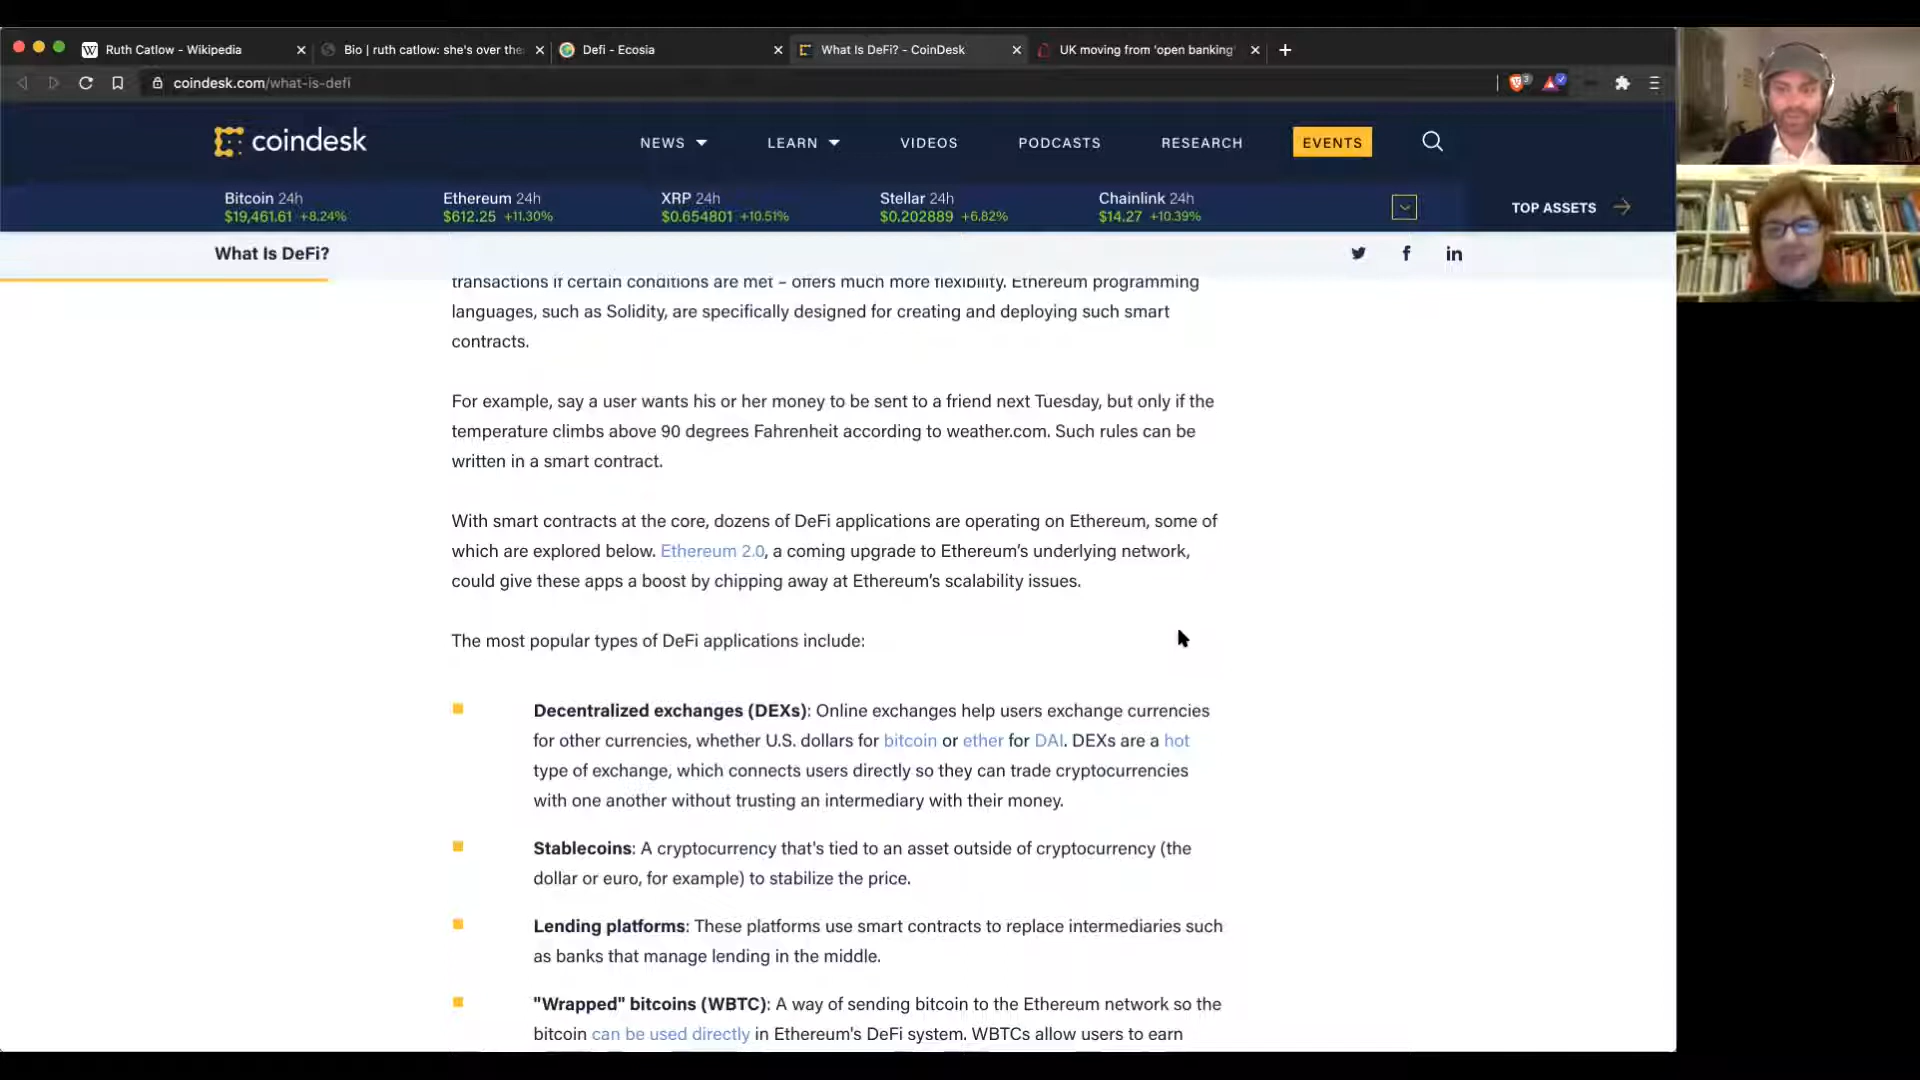 Ruth Catlow - Wikipedia
Bio | ruth catlow: she's over the
Defi - Ecosia
What Is DeFi? - CoinDesk
UK moving from 'open banking'
coindesk.com/what-is-defi
3
coindesk
NEWS
LEARN
VIDEOS
PODCASTS
RESEARCH
EVENTS
Bitcoin 24h
$19,461.61 +8.24%
Ethereum 24h
$612.25 +11.30%
XRP 24h
$0.654801 +10.51%
Stellar 24h
$0.202889 +6.82%
Chainlink 24h
$14.27 +10.39%
TOP ASSETS
What Is DeFi?
transactions if certain conditions are met – offers much more flexibility. Ethereum programming
languages, such as Solidity, are specifically designed for creating and deploying such smart
contracts.
For example, say a user wants his or her money to be sent to a friend next Tuesday, but only if the
temperature climbs above 90 degrees Fahrenheit according to weather.com. Such rules can be
written in a smart contract.
With smart contracts at the core, dozens of DeFi applications are operating on Ethereum, some of
which are explored below. Ethereum 2.0, a coming upgrade to Ethereum's underlying network,
could give these apps a boost by chipping away at Ethereum's scalability issues.
The most popular types of DeFi applications include:
Decentralized exchanges (DEXs): Online exchanges help users exchange currencies
for other currencies, whether U.S. dollars for bitcoin or ether for DAI. DEXs are a hot
type of exchange, which connects users directly so they can trade cryptocurrencies
with one another without trusting an intermediary with their money.
Stablecoins: A cryptocurrency that's tied to an asset outside of cryptocurrency (the
dollar or euro, for example) to stabilize the price.
Lending platforms: These platforms use smart contracts to replace intermediaries such
as banks that manage lending in the middle.
"Wrapped" bitcoins (WBTC): A way of sending bitcoin to the Ethereum network so the
bitcoin can be used directly in Ethereum's DeFi system. WBTCs allow users to earn